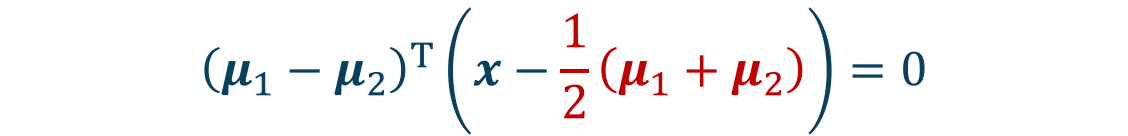 (𝝁₁ − 𝝁₂)ᵀ(𝒙 − ½(𝝁₁ + 𝝁₂)) = 0